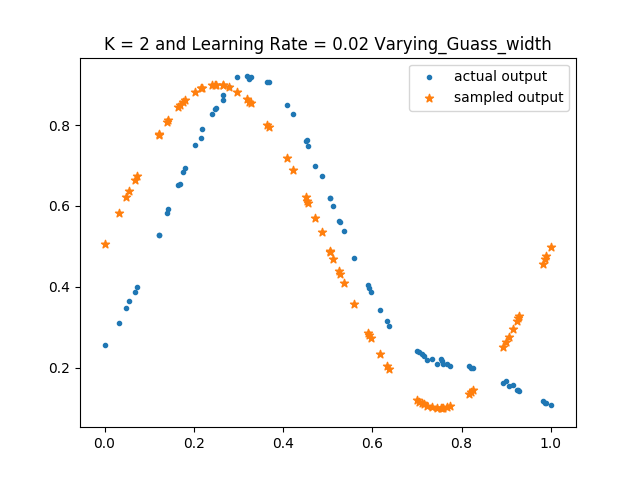 K = 2 and Learning Rate = 0.02 Varying_Guass_width
actual output
sampled output
0.8
0.6
0.4
0.2
0.0 0.2 0.4 0.6 0.8 1.0